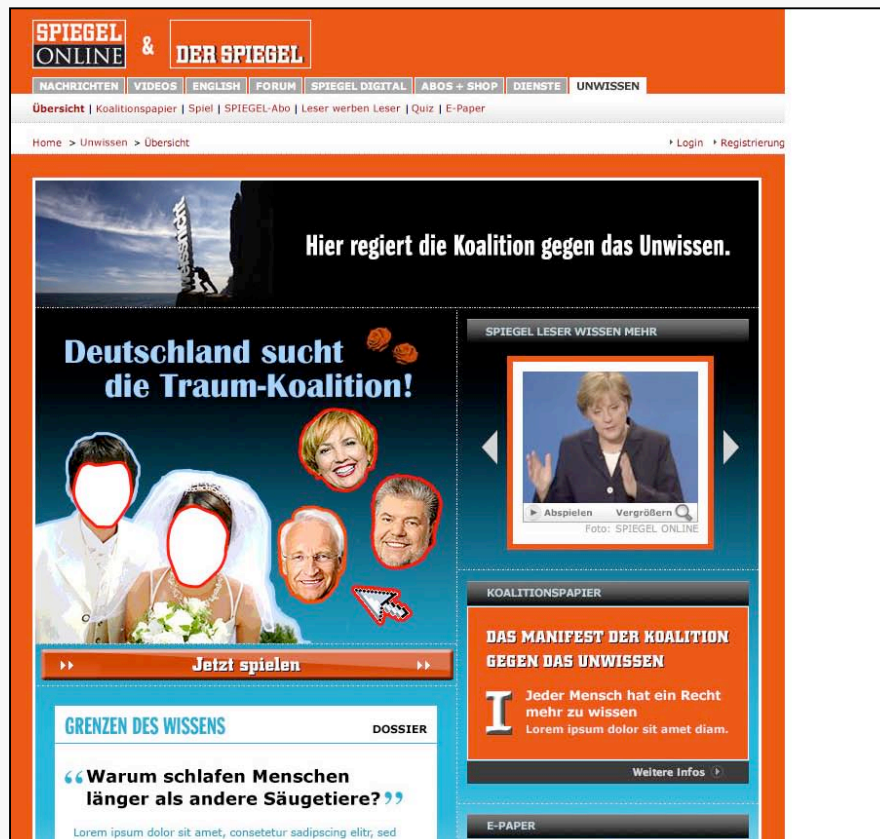 SPIEGEL
ONLINE
&
DER SPIEGEL
NACHRICHTEN VIDEOS ENGLISH FORUM SPIEGEL DIGITAL ABOS + SHOP DIENSTE UNWISSEN
Übersicht | Koalitionspapier | Spiel | SPIEGEL-Abo | Leser werben Leser | Quiz | E-Paper
Home > Unwissen > Übersicht
Login Registrierung
weissnicht
Hier regiert die Koalition gegen das Unwissen.
Deutschland sucht
die Traum-Koalition!
Jetzt spielen
SPIEGEL LESER WISSEN MEHR
Abspielen Vergrößern
Foto: SPIEGEL ONLINE
KOALITIONSPAPIER
DAS MANIFEST DER KOALITION
GEGEN DAS UNWISSEN
I
Jeder Mensch hat ein Recht
mehr zu wissen
Lorem ipsum dolor sit amet diam.
Weitere Infos
GRENZEN DES WISSENS
DOSSIER
“Warum schlafen Menschen
länger als andere Säugetiere?”
Lorem ipsum dolor sit amet, consetetur sadipscing elitr, sed
E-PAPER